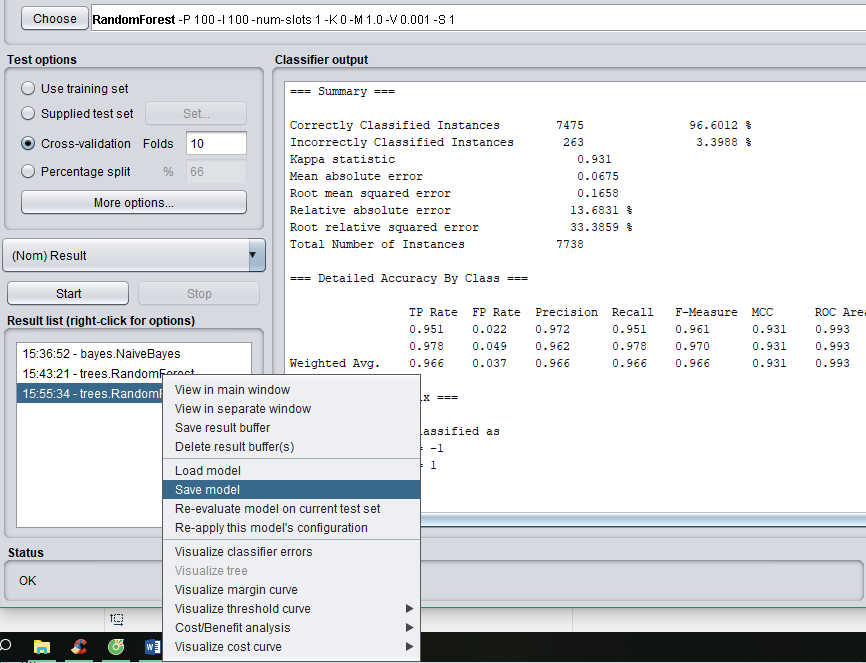 Choose RandomForest -P 100 -I 100 -num-slots 1 -K 0 -M 1.0 -V 0.001 -S 1
Test options
Use training set
Supplied test set Set...
Cross-validation Folds 10
Percentage split % 66
More options...
(Nom) Result
Start Stop
Result list (right-click for options)
15:36:52 - bayes.NaiveBayes
15:43:21 - trees.RandomForest
15:55:34 - trees.RandomF
Classifier output
=== Summary ===
Correctly Classified Instances 7475 96.6012 %
Incorrectly Classified Instances 263 3.3988 %
Kappa statistic 0.931
Mean absolute error 0.0675
Root mean squared error 0.1658
Relative absolute error 13.6831 %
Root relative squared error 33.3859 %
Total Number of Instances 7738
=== Detailed Accuracy By Class ===
TP Rate FP Rate Precision Recall F-Measure MCC ROC Area
0.951 0.022 0.972 0.951 0.961 0.931 0.993
0.978 0.049 0.962 0.978 0.970 0.931 0.993
Weighted Avg. 0.966 0.037 0.966 0.966 0.966 0.931 0.993
x ===
assified as
= -1
= 1
View in main window
View in separate window
Save result buffer
Delete result buffer(s)
Load model
Save model
Re-evaluate model on current test set
Re-apply this model's configuration
Visualize classifier errors
Visualize tree
Visualize margin curve
Visualize threshold curve
Cost/Benefit analysis
Visualize cost curve
Status
OK